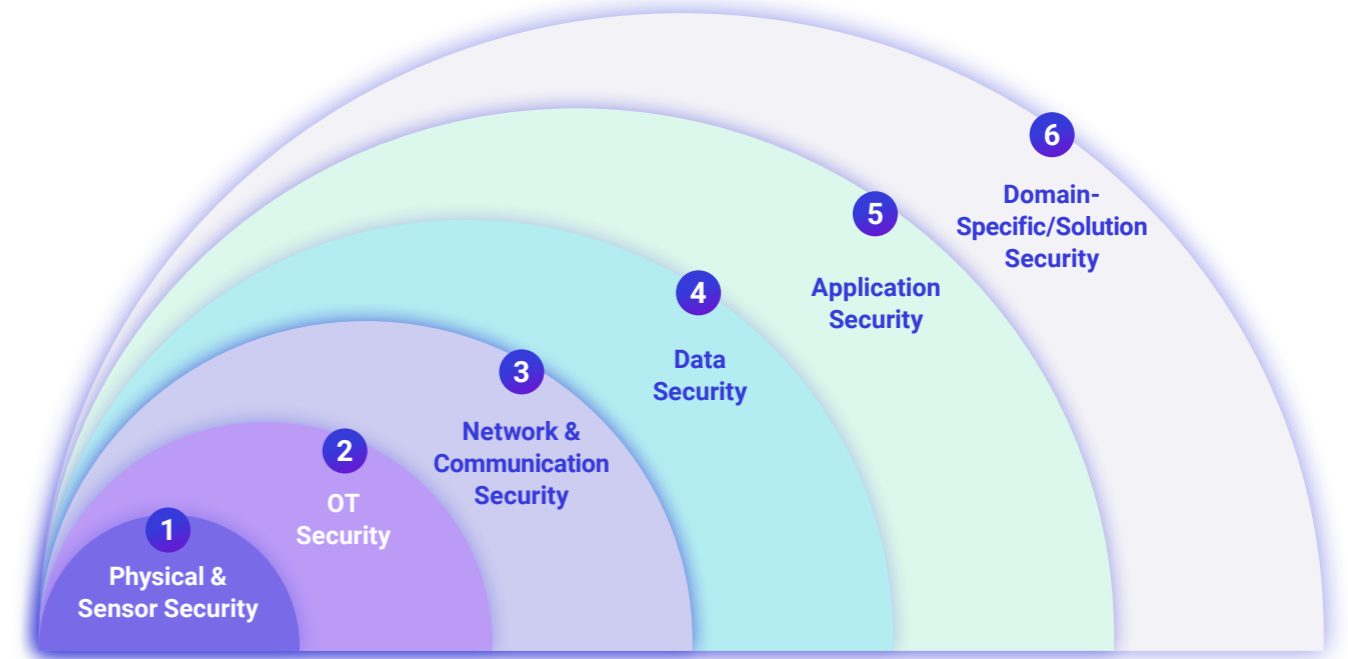 1
Physical &
Sensor Security
2
OT
Security
3
Network &
Communication
Security
4
Data
Security
5
Application
Security
6
Domain-
Specific/Solution
Security